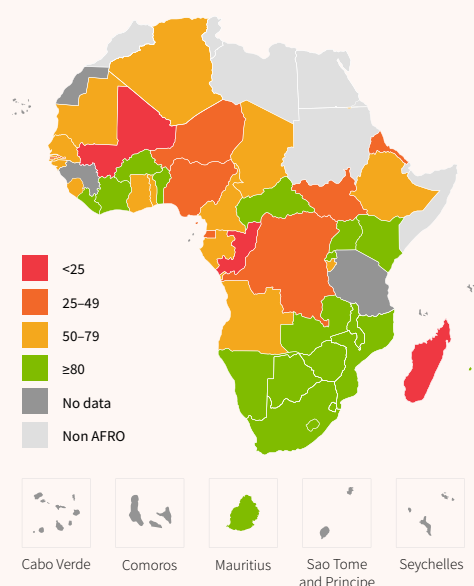 <25
25–49
50–79
≥80
No data
Non AFRO
Cabo Verde
Comoros
Mauritius
Sao Tome
and Principe
Seychelles